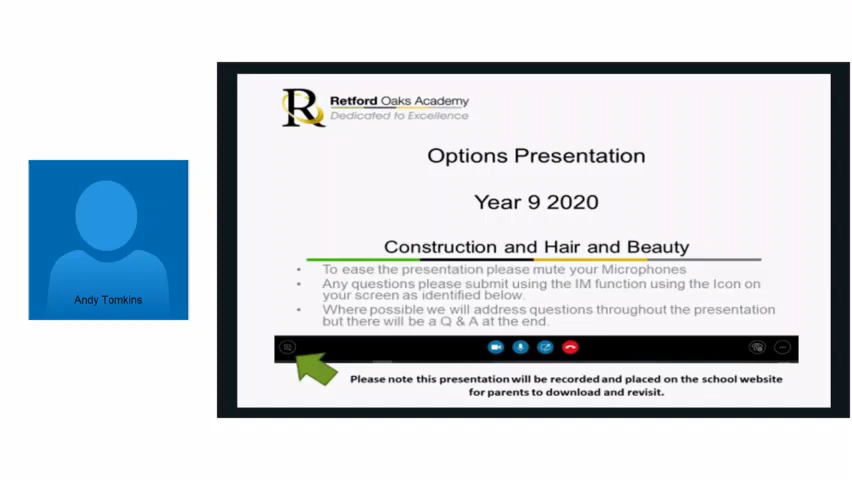 Andy Tomkins
R Retford Oaks Academy
Dedicated to Excellence
Options Presentation
Year 9 2020
Construction and Hair and Beauty
• To ease the presentation please mute your Microphones
• Any questions please submit using the IM function using the Icon on
your screen as identified below.
• Where possible we will address questions throughout the presentation
but there will be a Q & A at the end.
Please note this presentation will be recorded and placed on the school website
for parents to download and revisit.